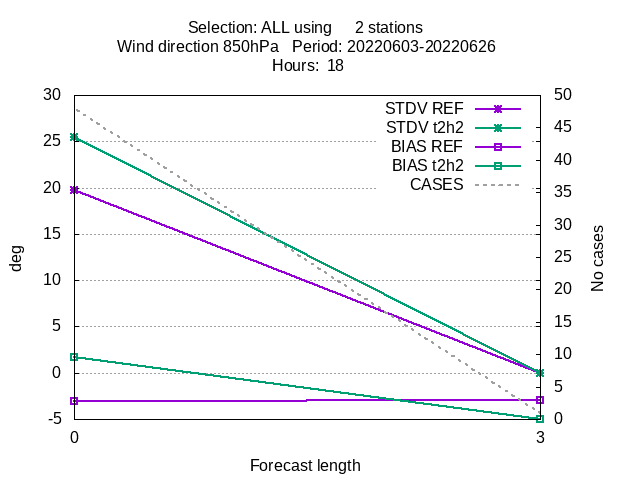 Selection: ALL using 2 stations
Wind direction 850hPa Period: 20220603-20220626
Hours: 18
30
25
20
15
10
5
0
-5
deg
50
45
40
35
30
25
20
15
10
5
0
No cases
STDV REF
STDV t2h2
BIAS REF
BIAS t2h2
CASES
0
3
Forecast length